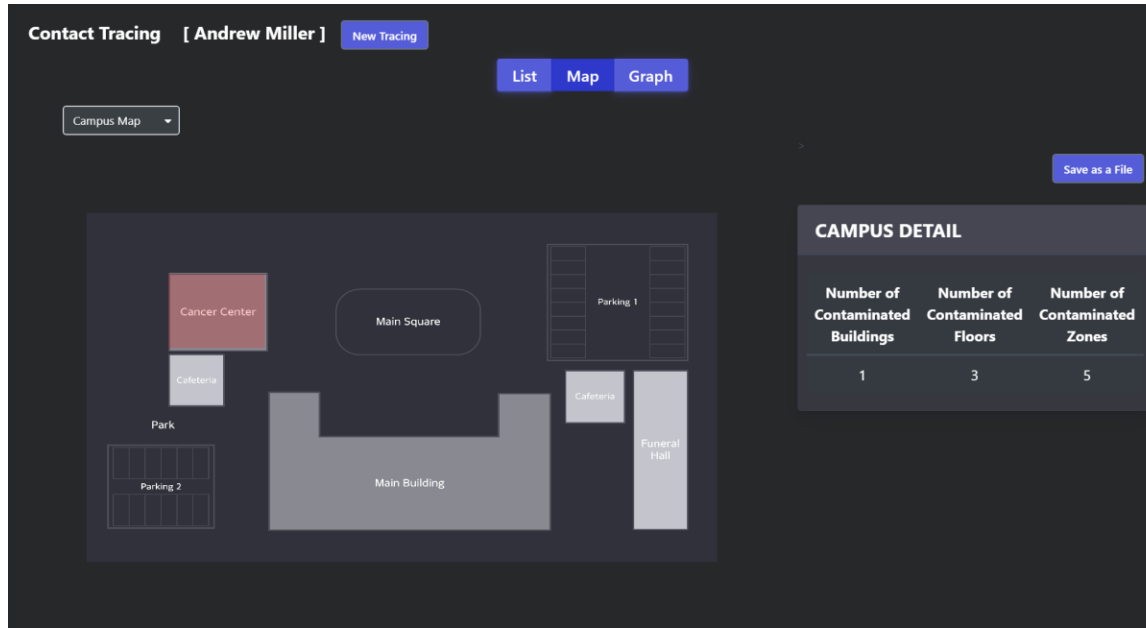 Contact Tracing [ Andrew Miller ] New Tracing
List Map Graph
Campus Map
>
Save as a File
CAMPUS DETAIL
Number of Contaminated Buildings
Number of Contaminated Floors
Number of Contaminated Zones
1 3 5
Cancer Center
Main Square
Parking 1
Cafeteria
Park
Cafeteria
Funeral
Hall
Parking 2
Main Building